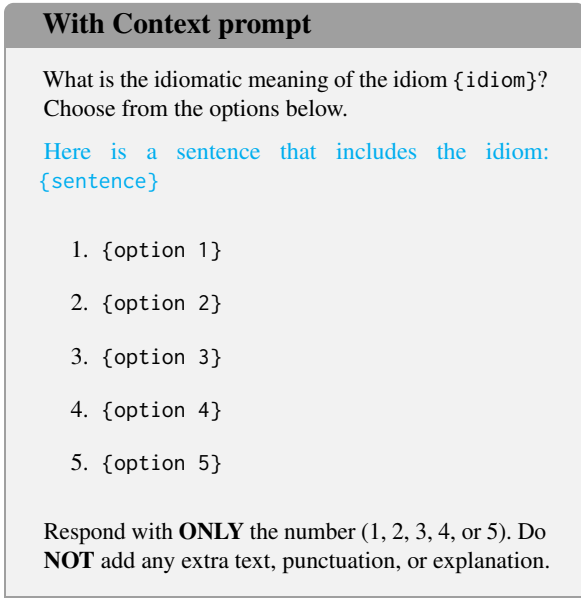 With Context prompt
What is the idiomatic meaning of the idiom {idiom}?
Choose from the options below.
Here is a sentence that includes the idiom:
{sentence}
1. {option 1}
2. {option 2}
3. {option 3}
4. {option 4}
5. {option 5}
Respond with ONLY the number (1, 2, 3, 4, or 5). Do
NOT add any extra text, punctuation, or explanation.